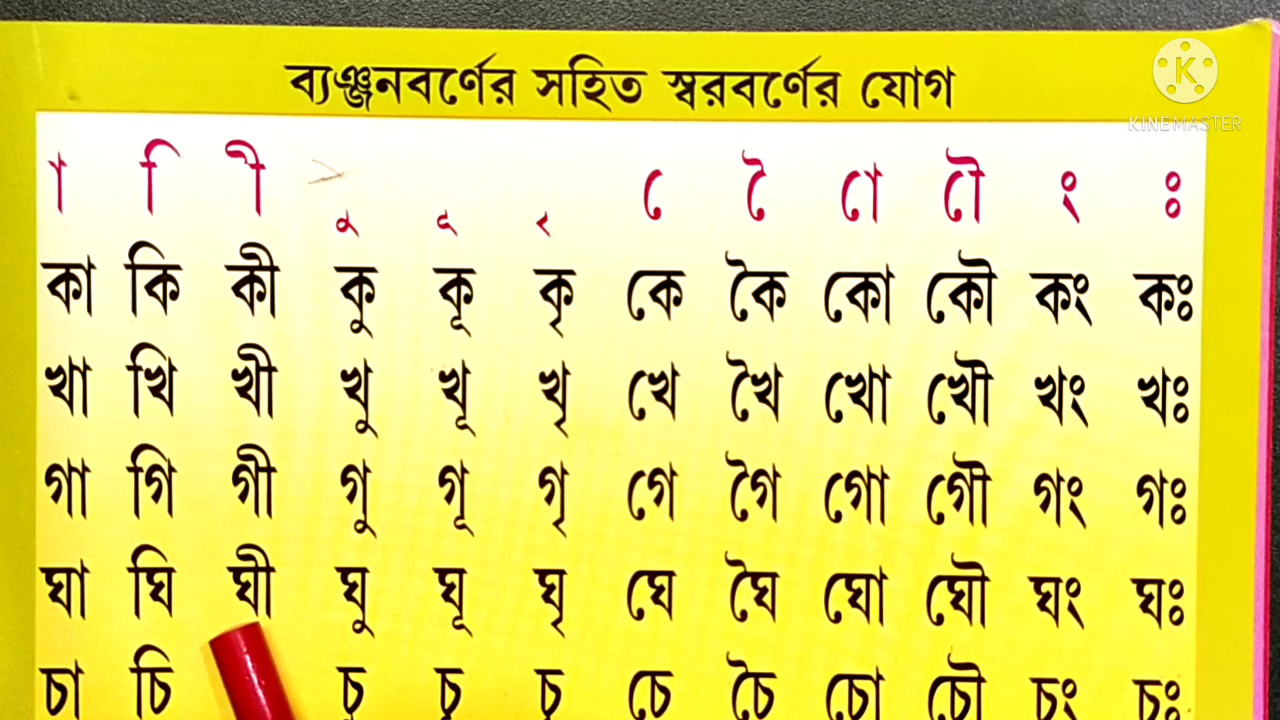 ব্যঞ্জনবর্ণের সহিত স্বরবর্ণের যোগ
K
KINEMASTER
া ি ী ু ূ ৃ ে ৈ ো ৌ ং ঃ
কা কি কী কু কূ কৃ কে কৈ কো কৌ কং কঃ
খা খি খী খু খূ খৃ খে খৈ খো খৌ খং খঃ
গা গি গী গু গূ গৃ গে গৈ গো গৌ গং গঃ
ঘা ঘি ঘী ঘু ঘূ ঘৃ ঘে ঘৈ ঘো ঘৌ ঘং ঘঃ
চা চি চে চৈ চো চৌ চং চঃ